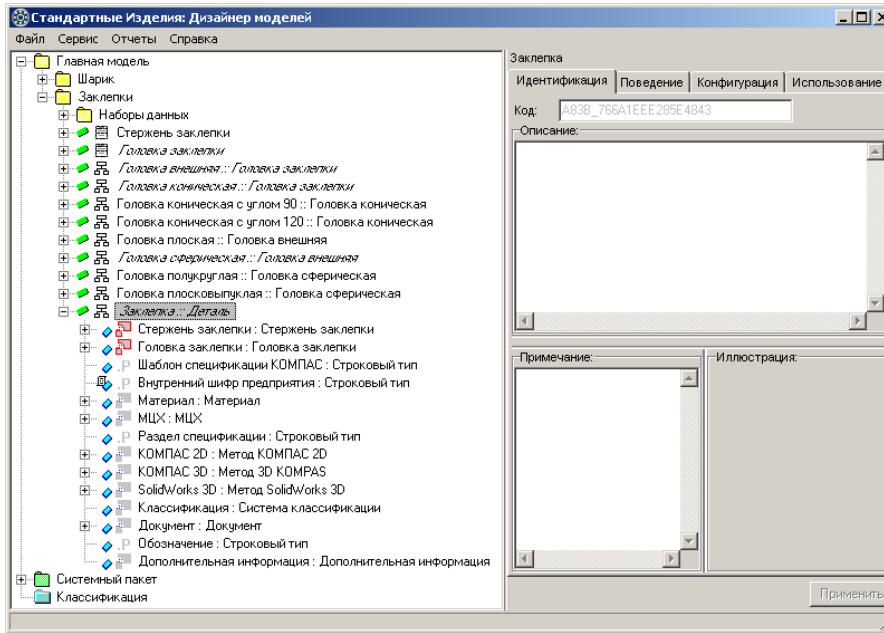 Стандартные Изделия: Дизайнер моделей
Файл Сервис Отчеты Справка
Главная модель
Шарик
Заклепки
Наборы данных
Стержень заклепки
Головка заклепки
Головка внешняя :: Головка заклепки
Головка коническая :: Головка заклепки
Головка коническая с углом 90 :: Головка коническая
Головка коническая с углом 120 :: Головка коническая
Головка плоская :: Головка внешняя
Головка сферическая :: Головка внешняя
Головка полукруглая :: Головка сферическая
Головка плосковыпуклая :: Головка сферическая
Заклепка :: Деталь
Стержень заклепки : Стержень заклепки
Головка заклепки : Головка заклепки
.P Шаблон спецификации КОМПАС : Строковый тип
.P Внутренний шифр предприятия : Строковый тип
Материал : Материал
МЦХ : МЦХ
.P Раздел спецификации : Строковый тип
КОМПАС 2D : Метод КОМПАС 2D
КОМПАС 3D : Метод 3D KOMPAS
SolidWorks 3D : Метод SolidWorks 3D
Классификация : Система классификации
Документ : Документ
.P Обозначение : Строковый тип
Дополнительная информация : Дополнительная информация
Системный пакет
Классификация
Заклепка
Идентификация Поведение Конфигурация Использование
Код: A83B_766A1EEE285E4843
Описание:
Примечание: Иллюстрация:
Применить